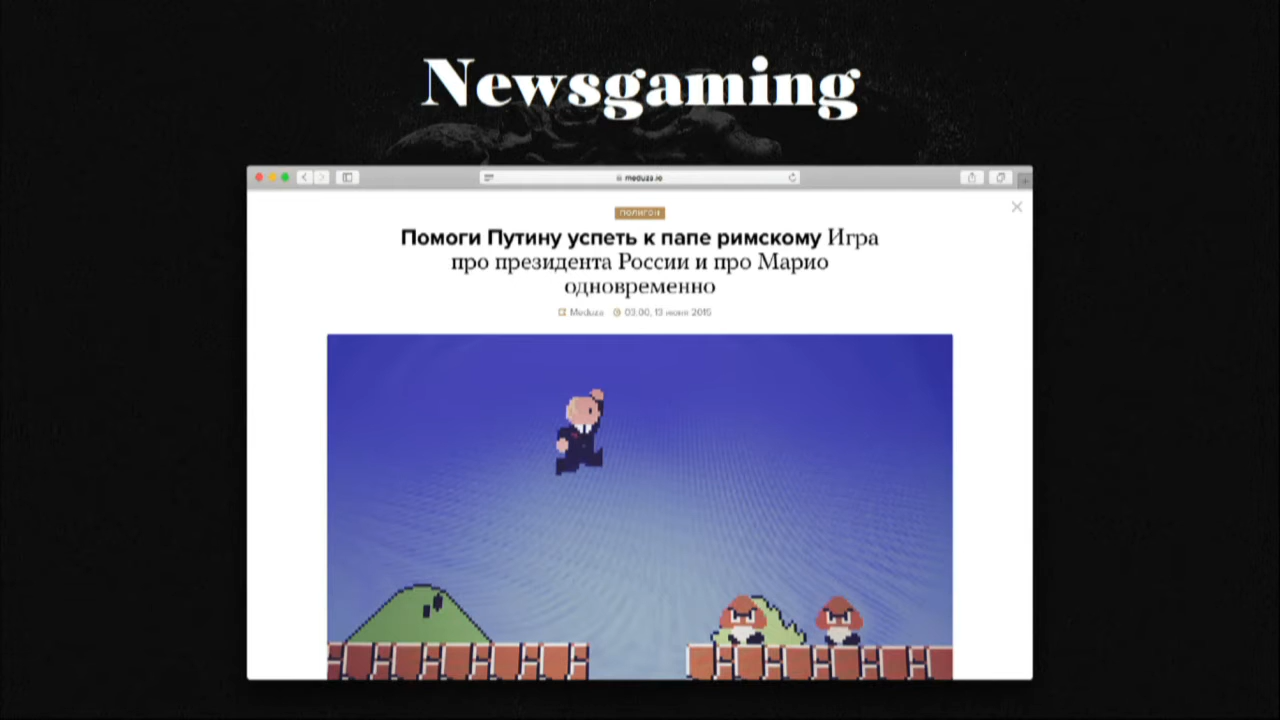 Newsgaming
meduza.io
ПОЛИГОН
Помоги Путину успеть к папе римскому Игра
про президента России и про Марио
одновременно
Meduza 03:00, 13 июня 2015